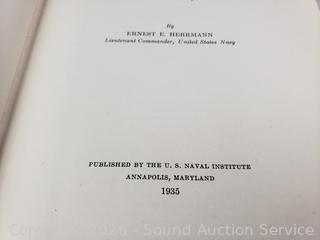 By
ERNEST E. HERRMANN
Lieutenant Commander, United States Navy
PUBLISHED BY THE U. S. NAVAL INSTITUTE
ANNAPOLIS, MARYLAND
1935
2026 - Sound Auction Service